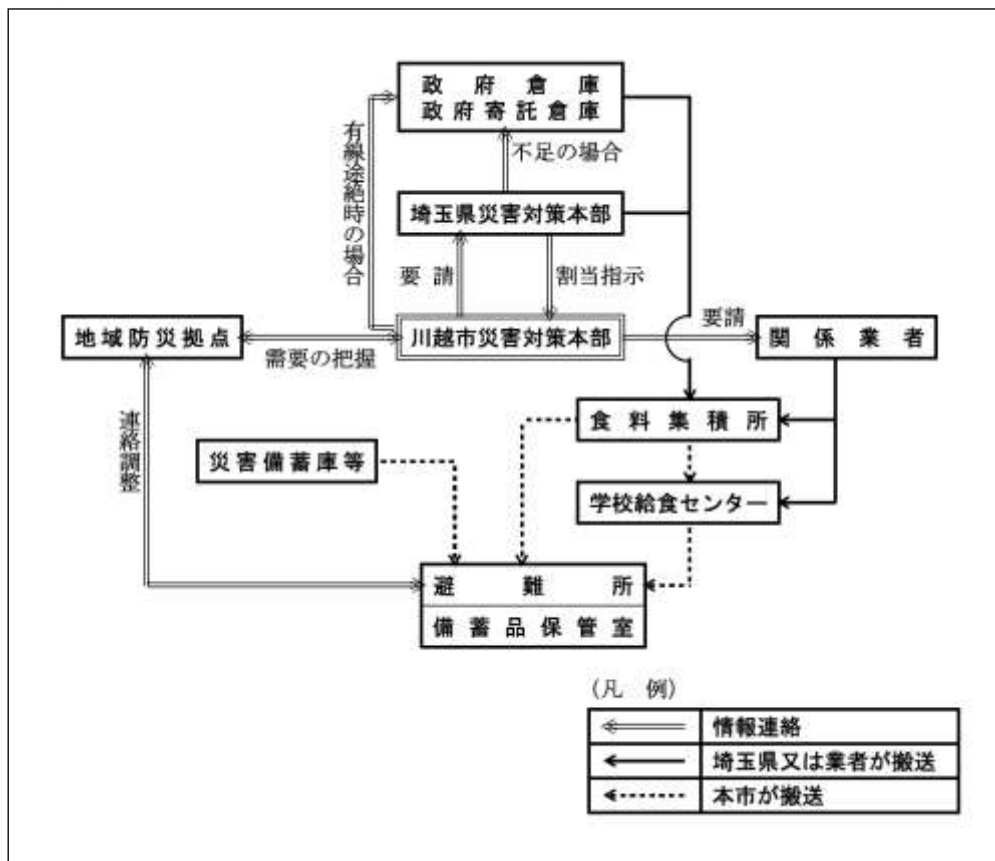 政府倉庫
政府寄託倉庫
有線途絶時の場合
不足の場合
埼玉県災害対策本部
要請
割当指示
地域防災拠点
川越市災害対策本部
要請
関係業者
需要の把握
連絡調整
食料集積所
災害備蓄庫等
学校給食センター
避難所
備蓄品保管室
(凡 例)
情報連絡
埼玉県又は業者が搬送
本市が搬送